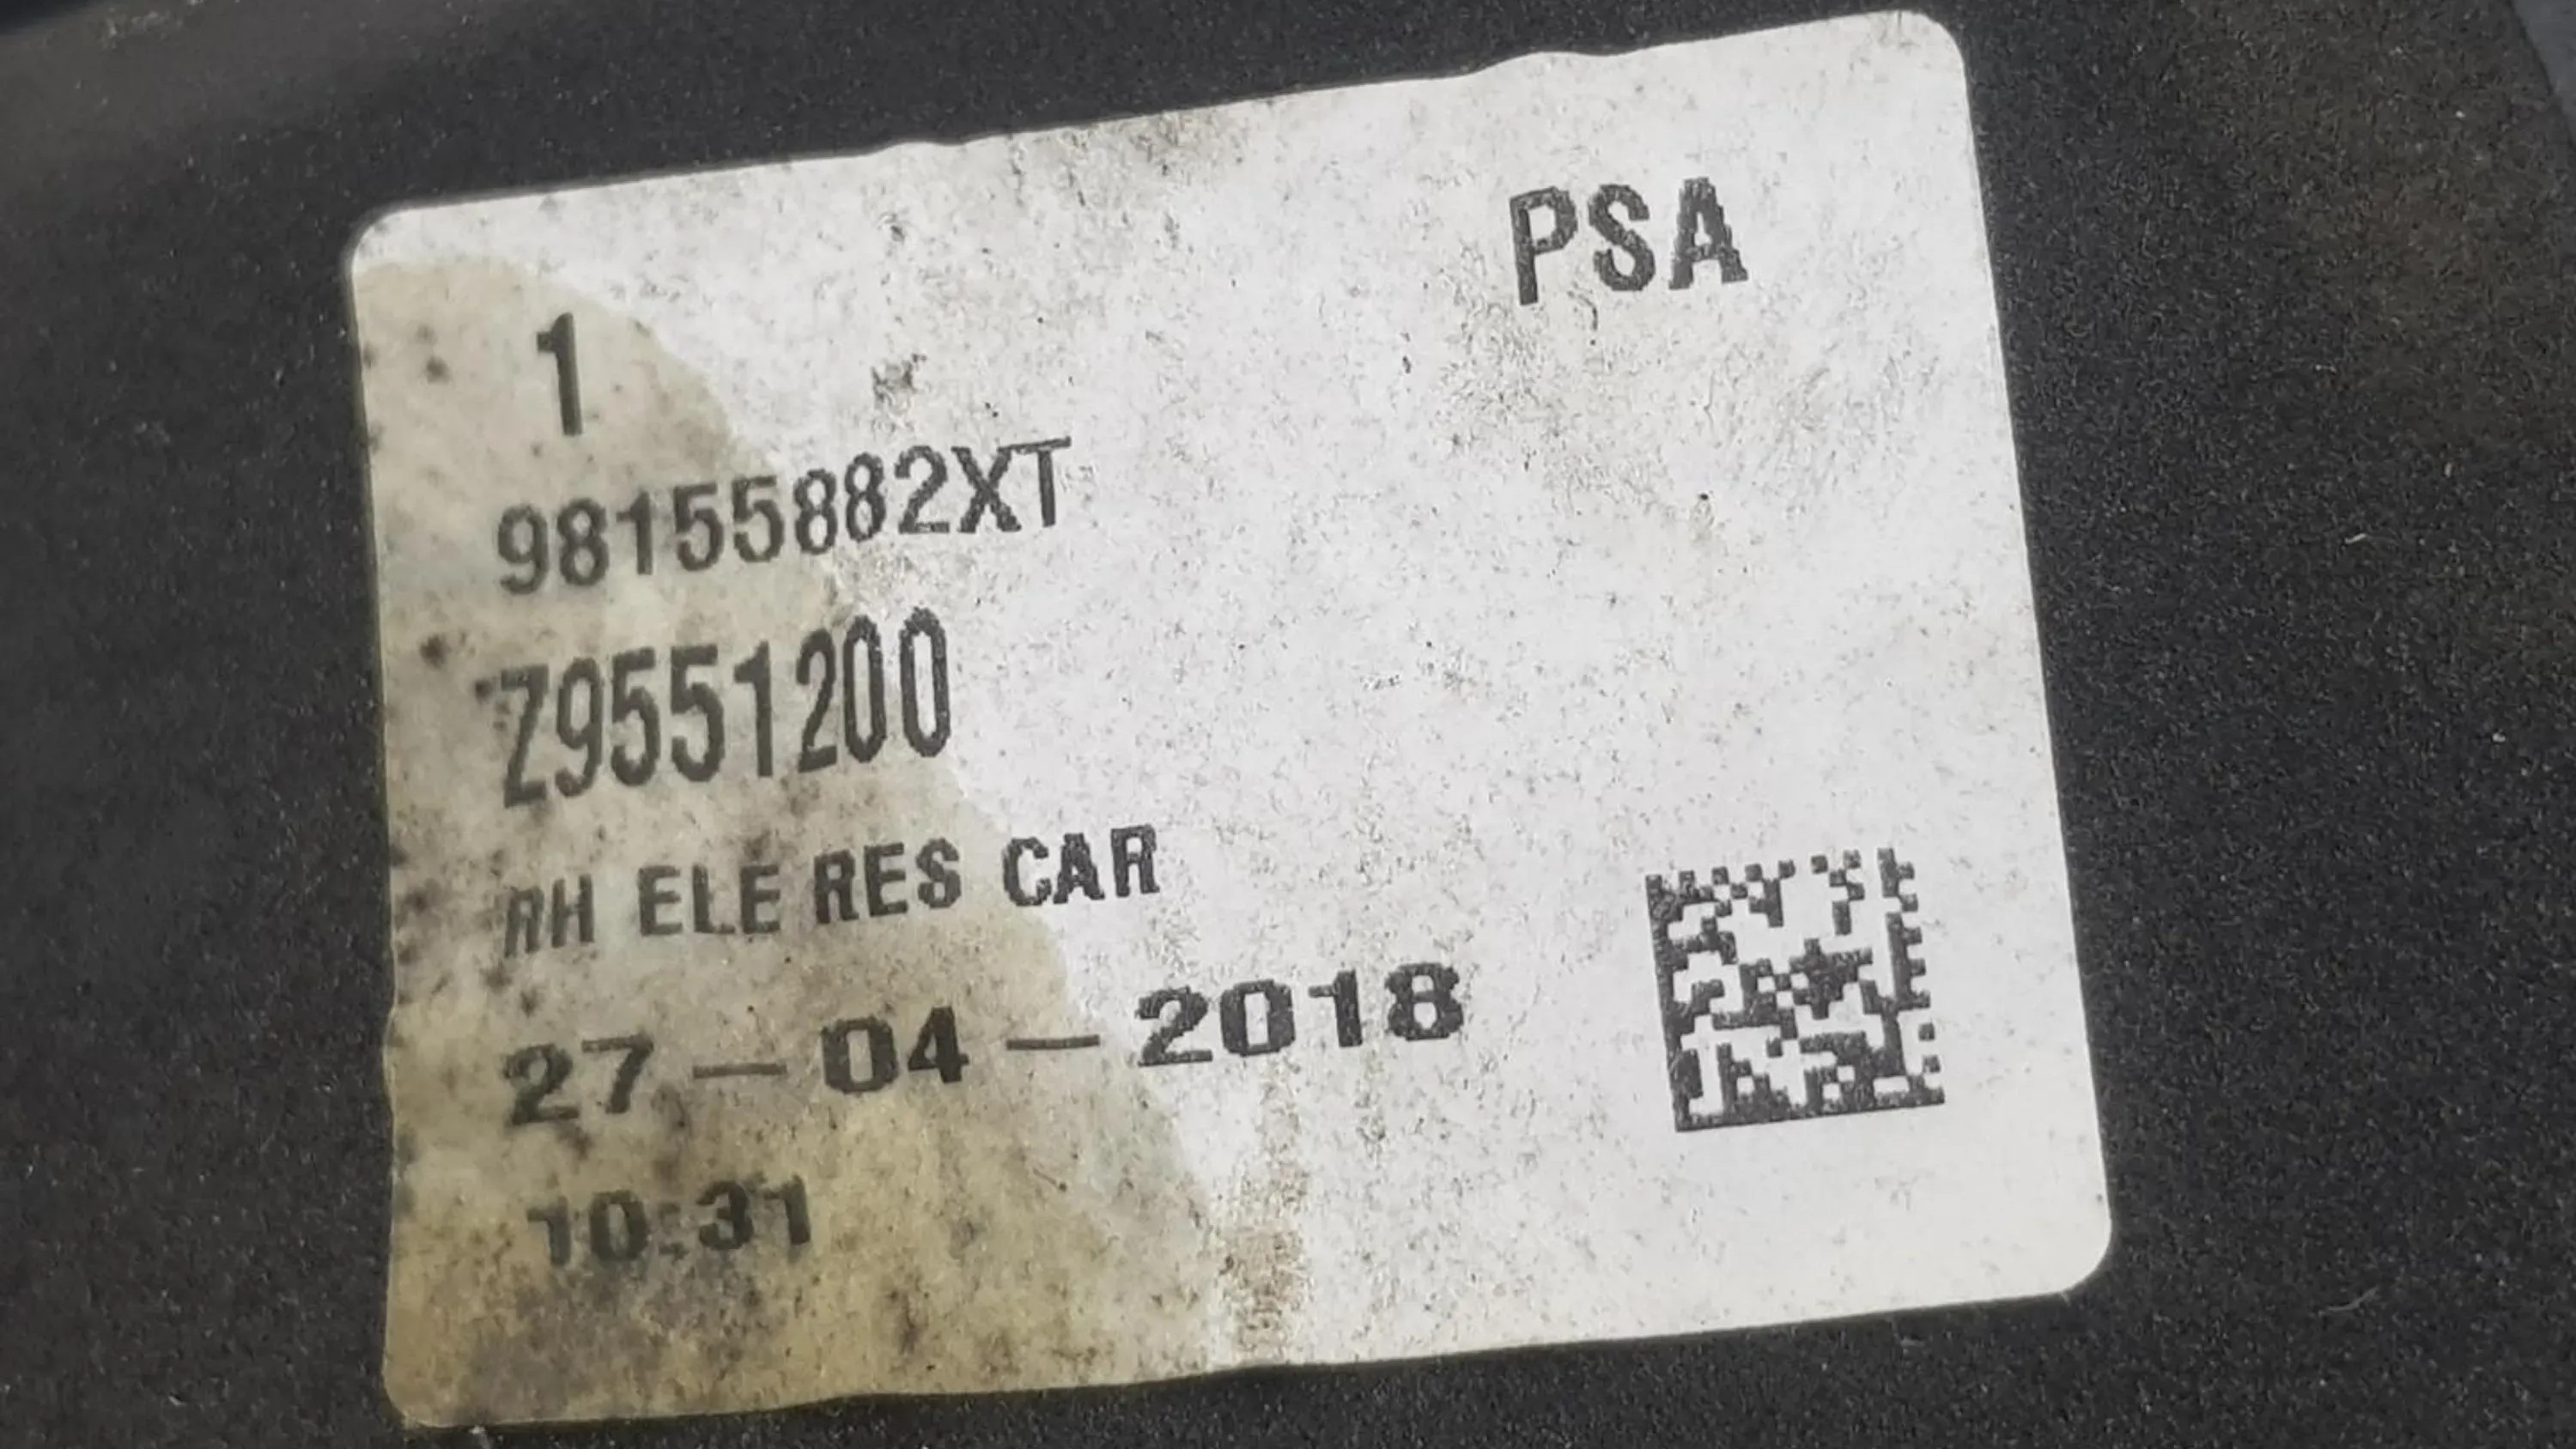 PSA
1
98155882XT
Z9551200
RH ELE RES CAR
27-04-2018
10:31